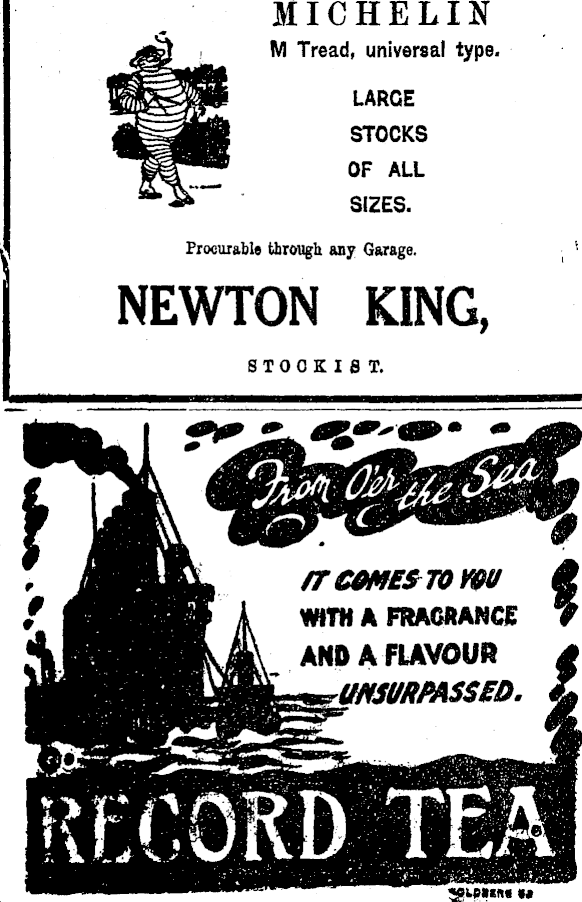 MICHELIN
M Tread, universal type.
LARGE
STOCKS
OF ALL
SIZES.
Procurable through any Garage.
NEWTON KING,
STOCKIST.
From O'er the Sea
IT COMES TO YOU
WITH A FRAGRANCE
AND A FLAVOUR
UNSURPASSED.
RECORD TEA